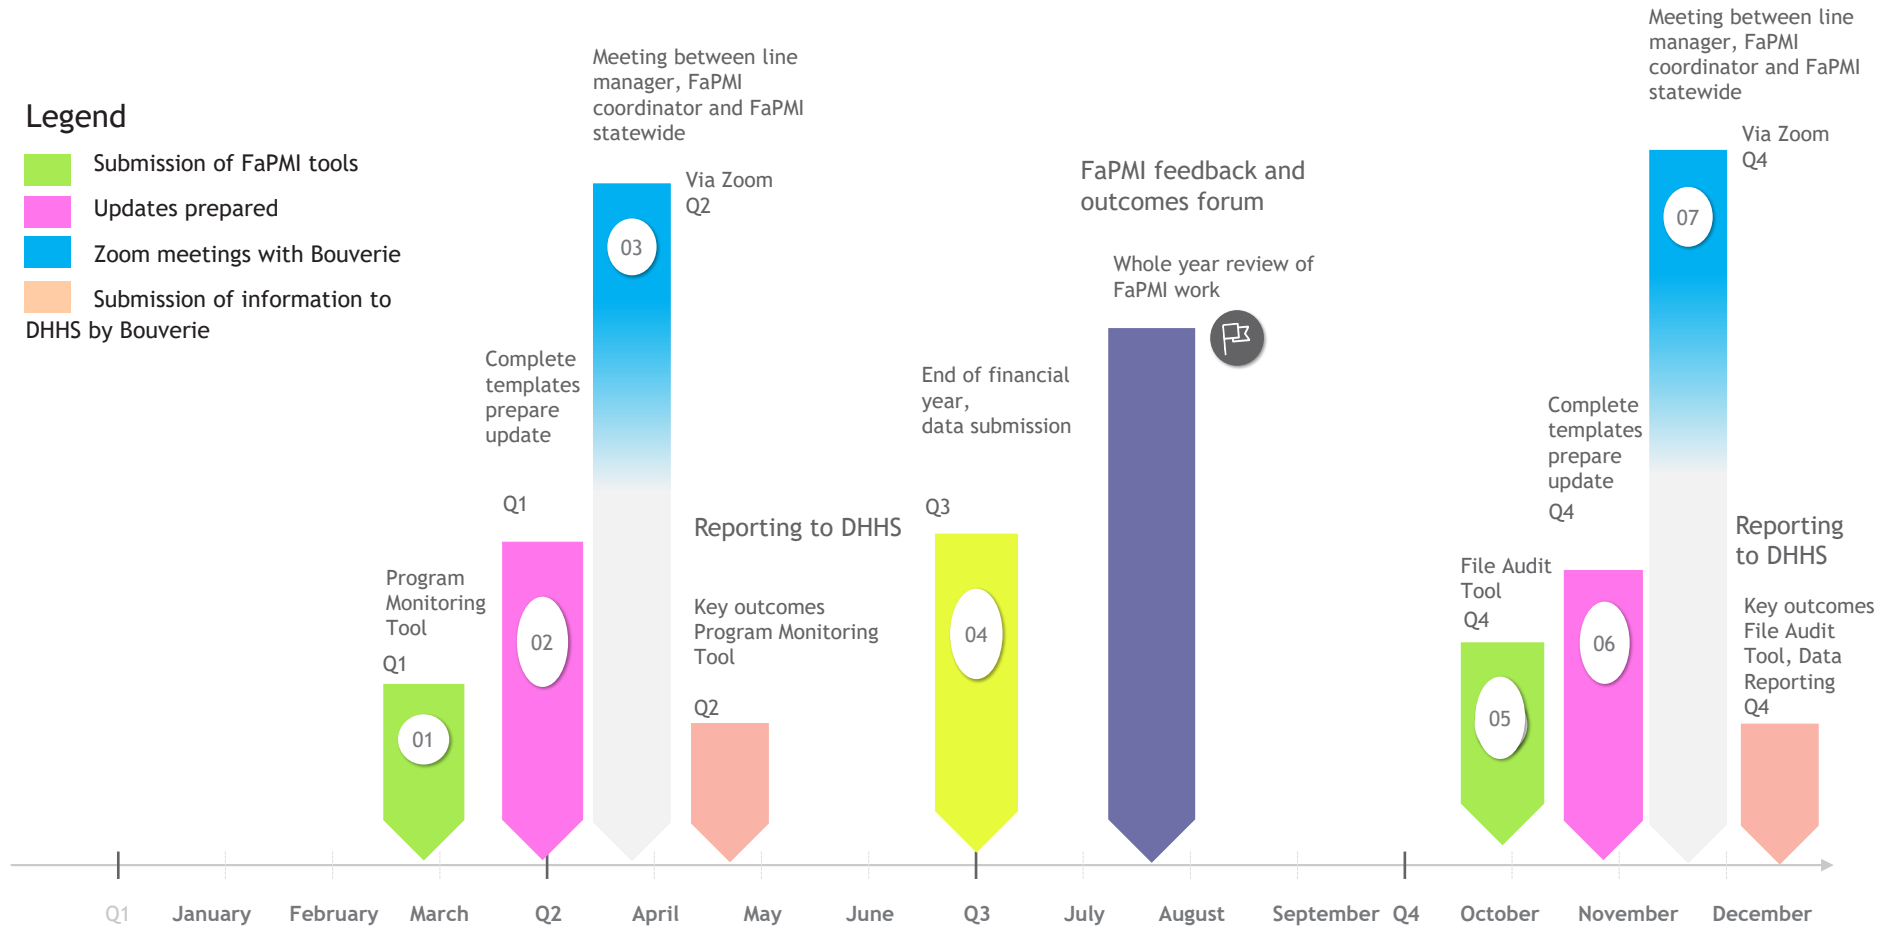 Legend
Submission of FaPMI tools
Updates prepared
Zoom meetings with Bouverie
Submission of information to
DHHS by Bouverie
Program
Monitoring
Tool
Q1
01
Complete
templates
prepare
update
Q1
02
Meeting between line
manager, FaPMI
coordinator and FaPMI
statewide
Via Zoom
Q2
03
Reporting to DHHS
Key outcomes
Program Monitoring
Tool
Q2
End of financial
year,
data submission
Q3
04
FaPMI feedback and
outcomes forum
Whole year review of
FaPMI work
File Audit
Tool
Q4
05
Complete
templates
prepare
update
Q4
06
Meeting between line
manager, FaPMI
coordinator and FaPMI
statewide
Via Zoom
Q4
07
Reporting
to DHHS
Key outcomes
File Audit
Tool, Data
Reporting
Q4
Q1 January February March Q2 April May June Q3 July August September Q4 October November December